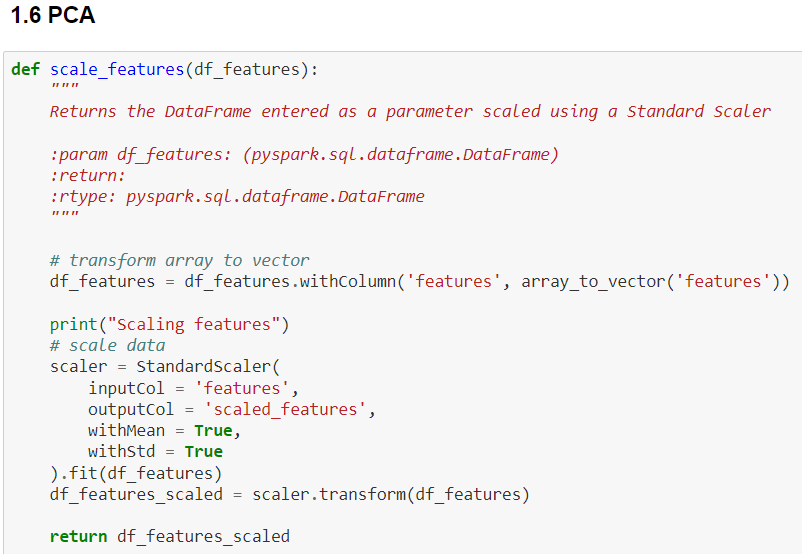 1.6 PCA
def scale_features(df_features):
    """
    Returns the DataFrame entered as a parameter scaled using a Standard Scaler

    :param df_features: (pyspark.sql.dataframe.DataFrame)
    :return:
    :rtype: pyspark.sql.dataframe.DataFrame
    """

    # transform array to vector
    df_features = df_features.withColumn('features', array_to_vector('features'))

    print("Scaling features")
    # scale data
    scaler = StandardScaler(
        inputCol = 'features',
        outputCol = 'scaled_features',
        withMean = True,
        withStd = True
    ).fit(df_features)
    df_features_scaled = scaler.transform(df_features)

    return df_features_scaled